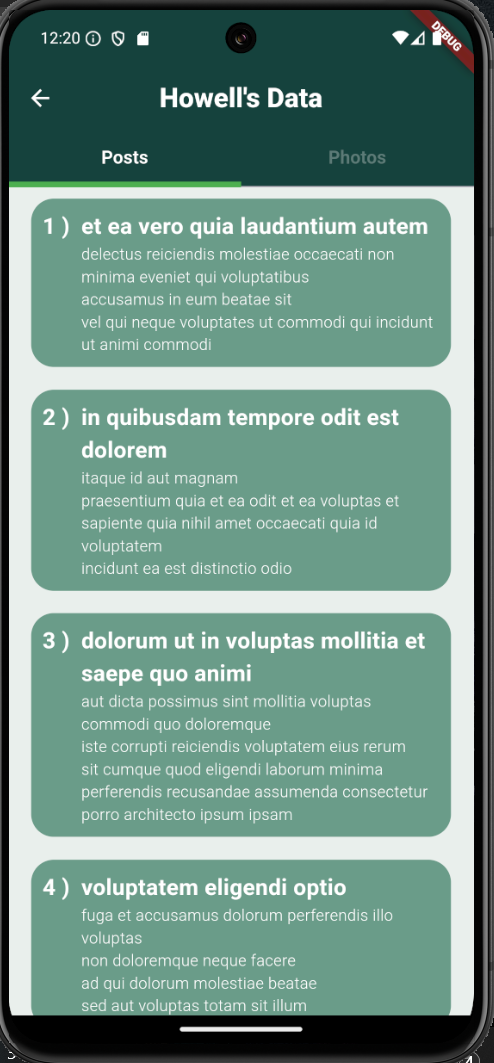 12:20
DEBUG
Howell's Data
Posts
Photos
1 ) et ea vero quia laudantium autem
delectus reiciendis molestiae occaecati non
minima eveniet qui voluptatibus
accusamus in eum beatae sit
vel qui neque voluptates ut commodi qui incidunt
ut animi commodi
2 ) in quibusdam tempore odit est
dolorem
itaque id aut magnam
praesentium quia et ea odit et ea voluptas et
sapiente quia nihil amet occaecati quia id
voluptatem
incidunt ea est distinctio odio
3 ) dolorum ut in voluptas mollitia et
saepe quo animi
aut dicta possimus sint mollitia voluptas
commodi quo doloremque
iste corrupti reiciendis voluptatem eius rerum
sit cumque quod eligendi laborum minima
perferendis recusandae assumenda consectetur
porro architecto ipsum ipsam
4 ) voluptatem eligendi optio
fuga et accusamus dolorum perferendis illo
voluptas
non doloremque neque facere
ad qui dolorum molestiae beatae
sed aut voluptas totam sit illum